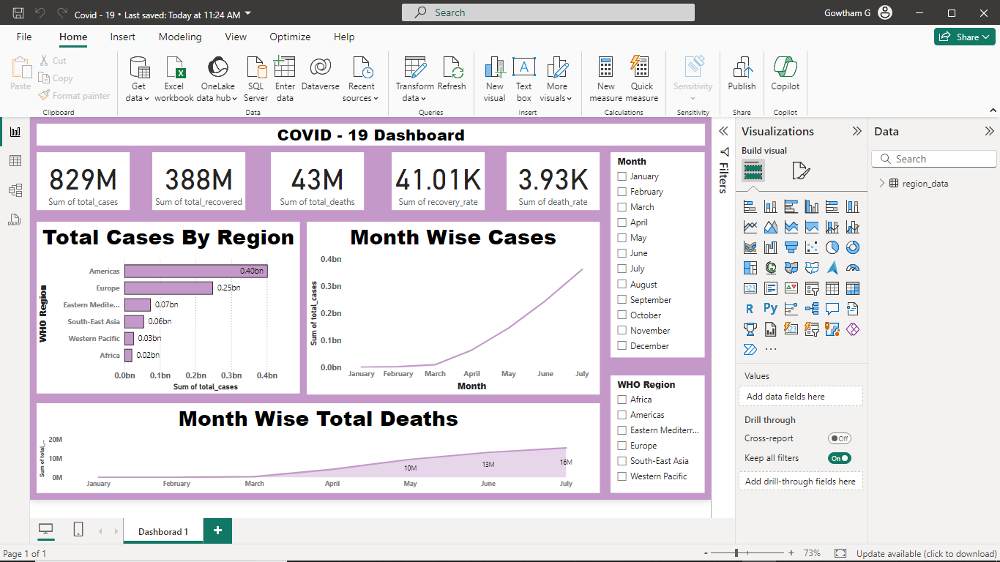 Covid - 19 • Last saved: Today at 11:24 AM
Search
Gowtham G
File
Home
Insert
Modeling
View
Optimize
Help
Share
Paste
Cut
Copy
Format painter
Clipboard
Get data
Excel workbook
OneLake data hub
SQL Server
Enter data
Dataverse
Recent sources
Data
Transform data
Refresh
Queries
New visual
Text box
More visuals
Insert
New measure
Quick measure
Calculations
Sensitivity
Sensitivity
Publish
Share
Copilot
Copilot
DAX
COVID - 19 Dashboard
829M
Sum of total_cases
388M
Sum of total_recovered
43M
Sum of total_deaths
41.01K
Sum of recovery_rate
3.93K
Sum of death_rate
Total Cases By Region
WHO Region
Americas
0.40bn
Europe
0.25bn
Eastern Medite...
0.07bn
South-East Asia
0.06bn
Western Pacific
0.03bn
Africa
0.02bn
0.0bn 0.1bn 0.2bn 0.3bn 0.4bn
Sum of total_cases
Month Wise Cases
Sum of total_cases
0.4bn
0.3bn
0.2bn
0.1bn
0.0bn
January February March April May June July
Month
Month Wise Total Deaths
Sum of total_...
20M
10M
0M
10M
13M
16M
January February March April May June July
Month
January
February
March
April
May
June
July
August
September
October
November
December
WHO Region
Africa
Americas
Eastern Mediterr...
Europe
South-East Asia
Western Pacific
Filters
Visualizations
Build visual
123
R
Py
123
Values
Add data fields here
Drill through
Cross-report
Off
Keep all filters
On
Add drill-through fields here
Data
Search
region_data
Dashborad 1
Page 1 of 1
- + 73%
Update available (click to download)